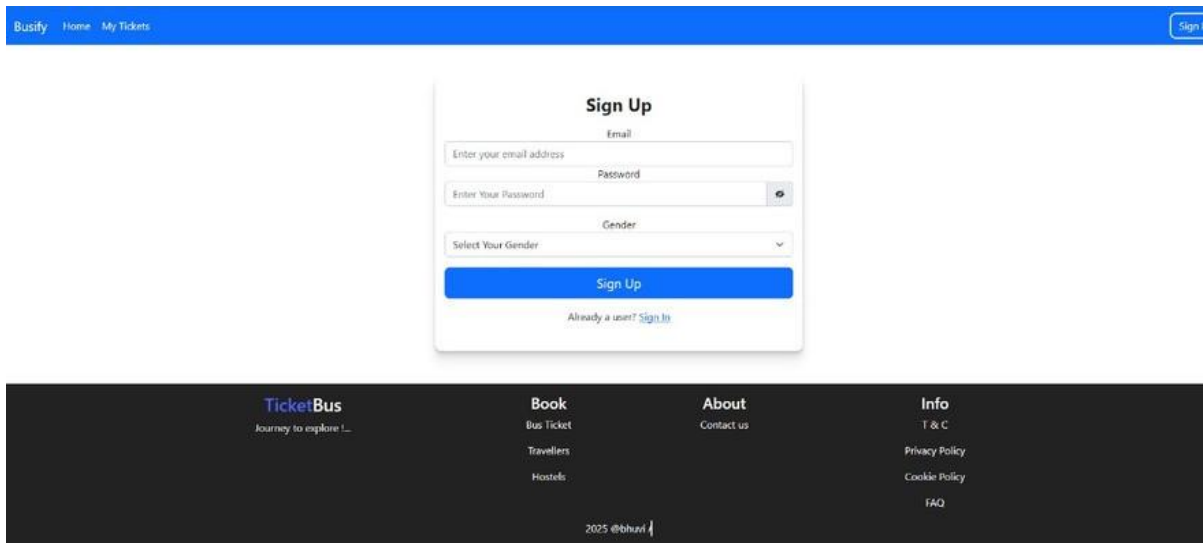 Busify Home My Tickets Sign
Sign Up
Email
Enter your email address
Password
Enter Your Password
Gender
Select Your Gender
Sign Up
Already a user? Sign In
TicketBus Book About Info
Journey to explore !... Bus Ticket Contact us T & C
Travellers Privacy Policy
Hostels Cookie Policy
FAQ
2025 @bhuvi